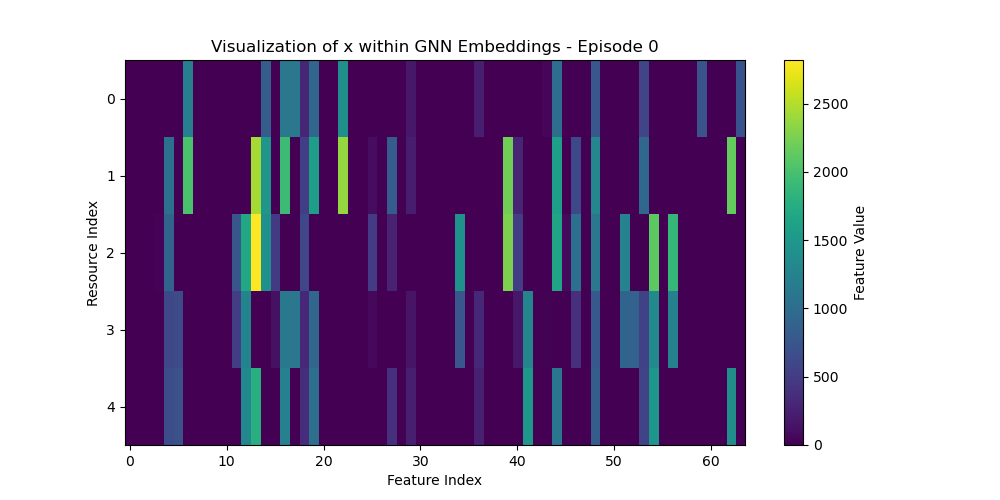 Visualization of x within GNN Embeddings - Episode 0
Resource Index
0
1
2
3
4
0 10 20 30 40 50 60
Feature Index
2500
2000
1500
1000
500
0
Feature Value